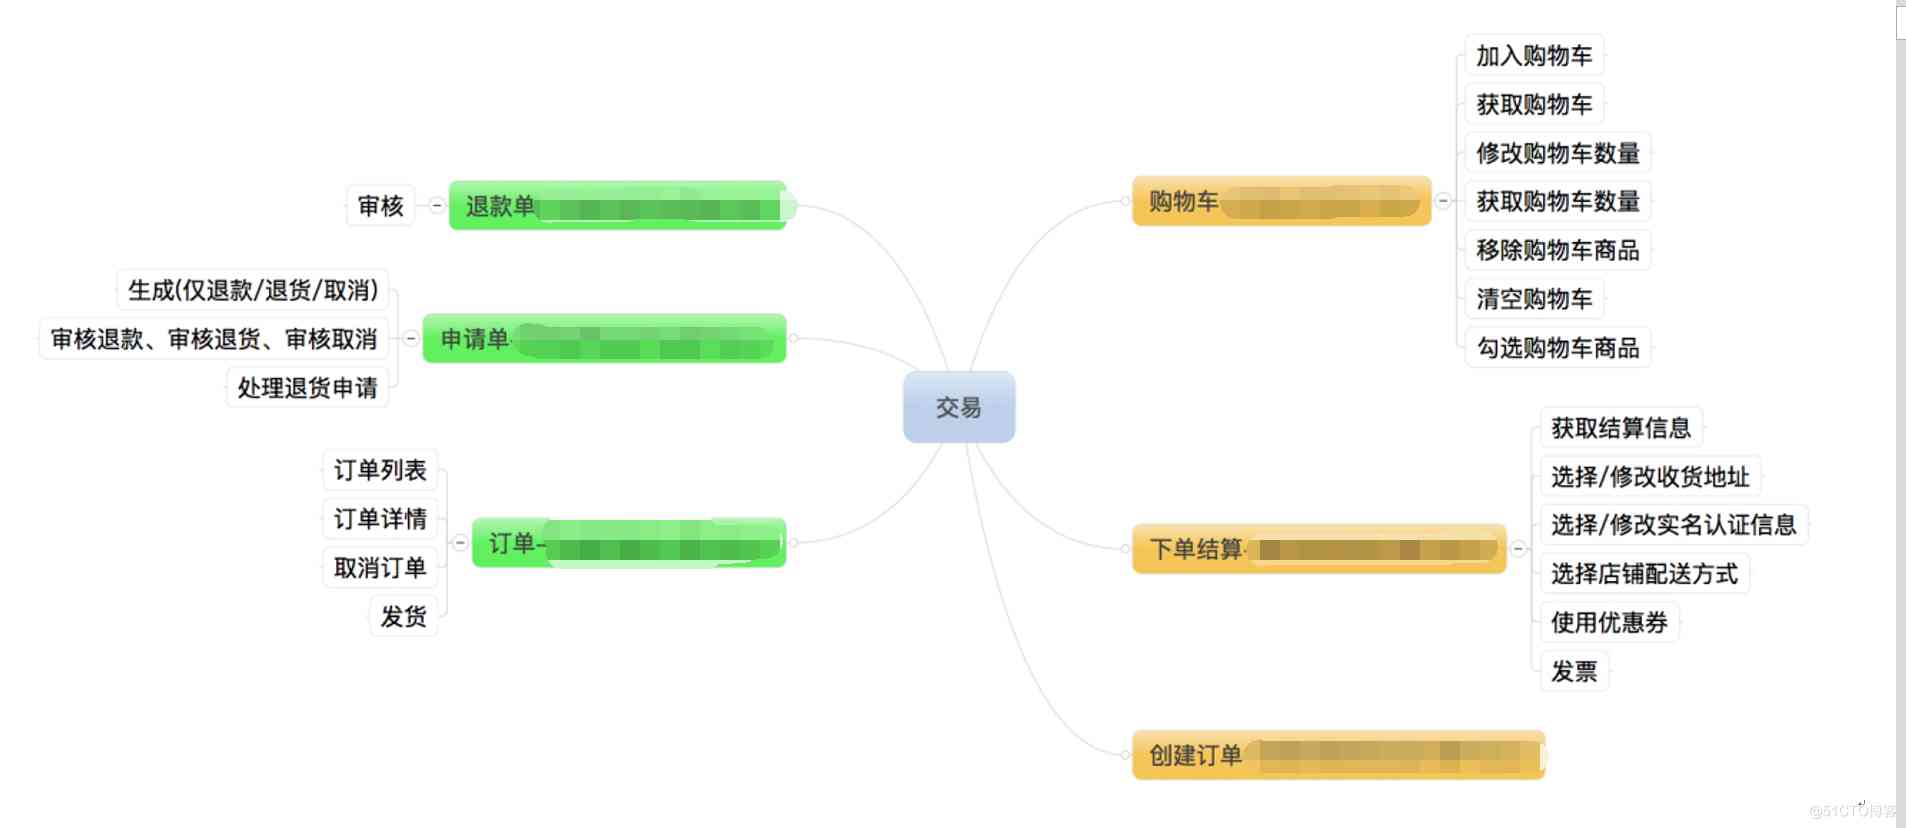 审核
退款单
生成(仅退款/退货/取消)
审核退款、审核退货、审核取消
处理退货申请
申请单-
订单列表
订单详情
取消订单
发货
订单-
交易
购物车
加入购物车
获取购物车
修改购物车数量
获取购物车数量
移除购物车商品
清空购物车
勾选购物车商品
下单结算-
获取结算信息
选择/修改收货地址
选择/修改实名认证信息
选择店铺配送方式
使用优惠券
发票
创建订单
@51CTO博客